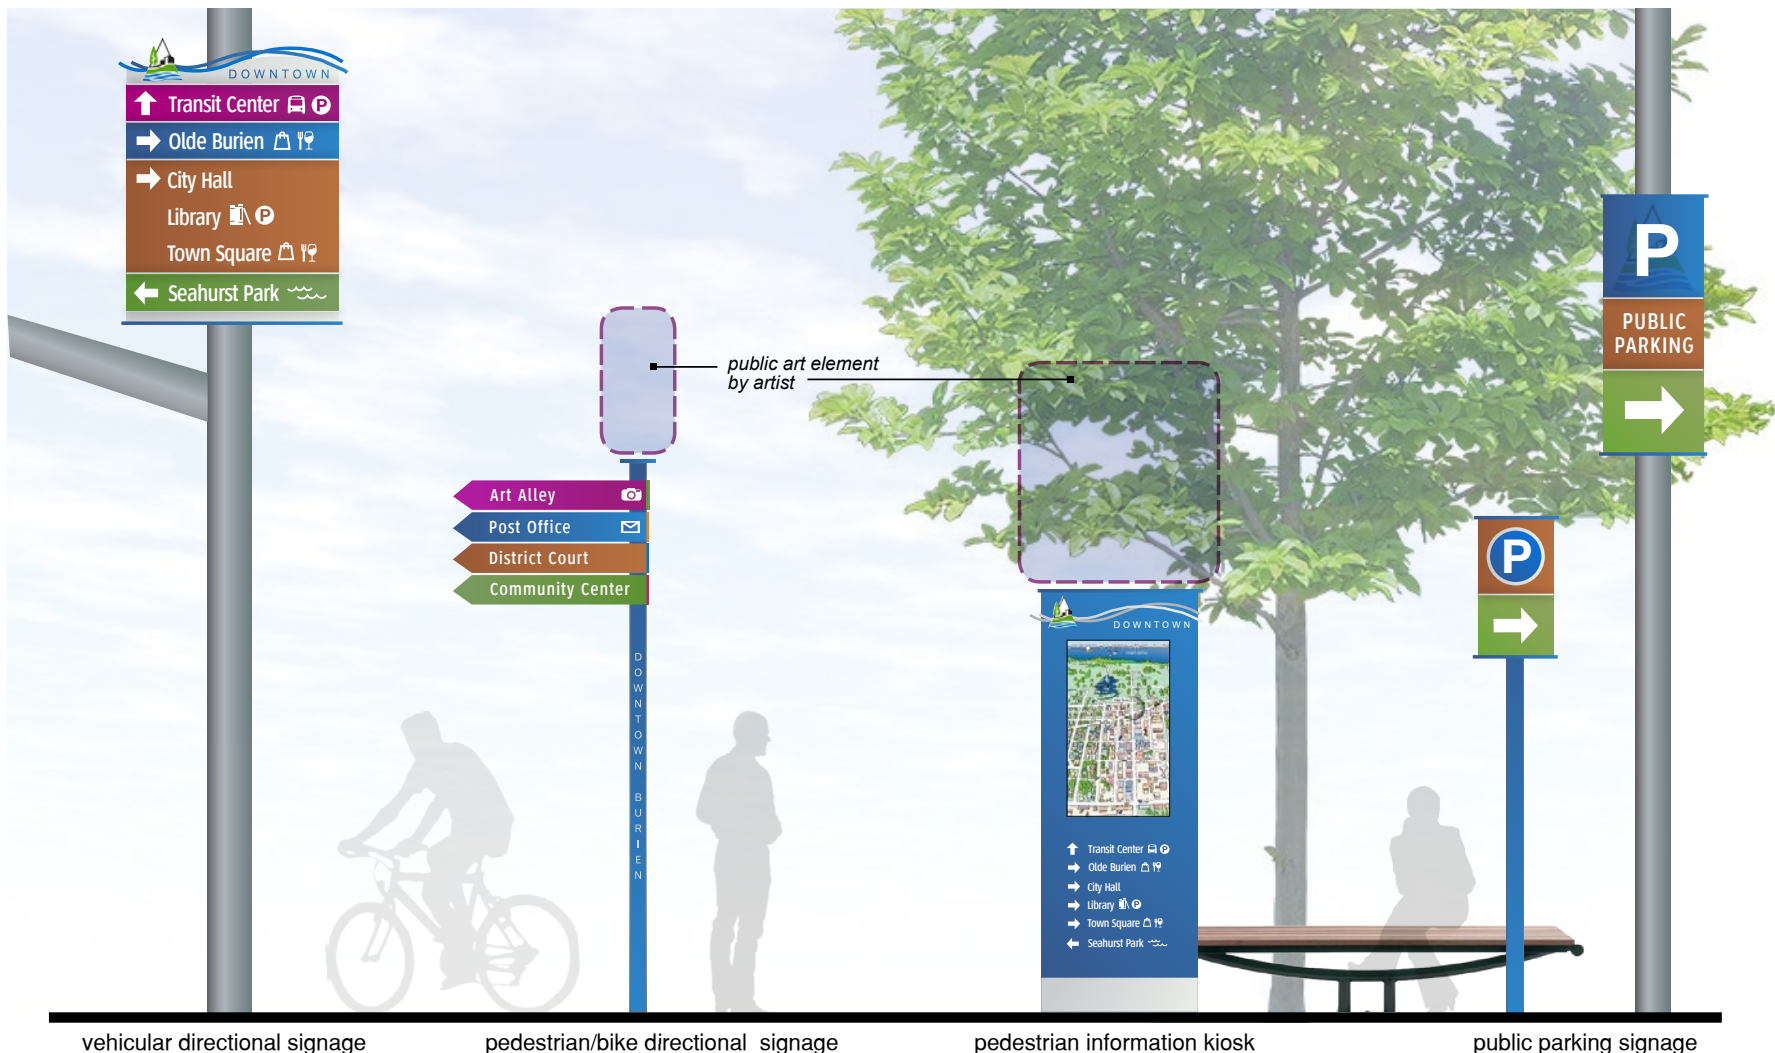 DOWNTOWN
Transit Center P
Olde Burien
City Hall
Library P
Town Square
Seahurst Park
public art element
by artist
P
PUBLIC
PARKING
Art Alley
Post Office
District Court
Community Center
DOWNTOWN BURIEN
P
DOWNTOWN
Transit Center P
Olde Burien
City Hall
Library P
Town Square
Seahurst Park
vehicular directional signage
pedestrian/bike directional signage
pedestrian information kiosk
public parking signage